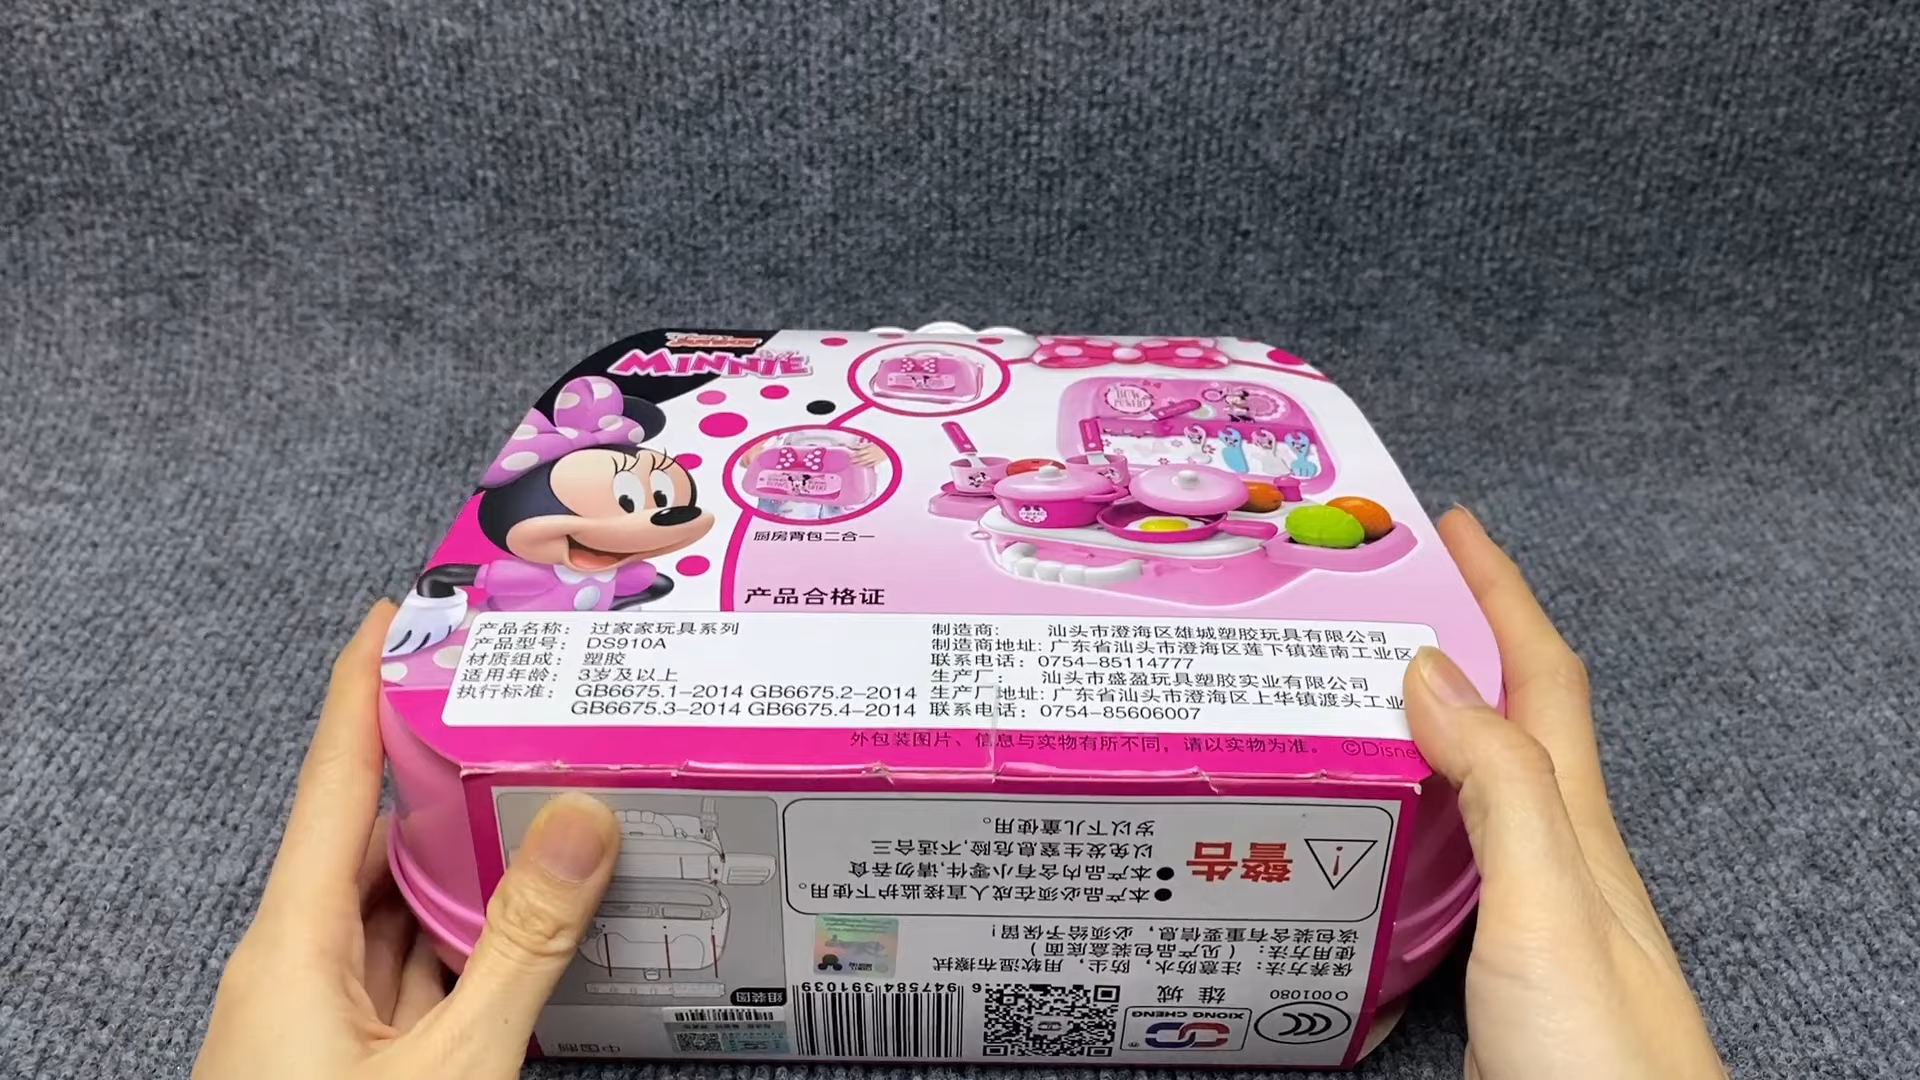 MINNIE
厨房背包二合一
产品合格证
产品名称： 过家家玩具系列
产品型号： DS910A
材质组成： 塑胶
适用年龄： 3岁及以上
执行标准： GB6675.1-2014 GB6675.2-2014
GB6675.3-2014 GB6675.4-2014
制造商： 汕头市澄海区雄城塑胶玩具有限公司
制造商地址: 广东省汕头市澄海区莲下镇莲南工业区
联系电话： 0754-85114777
生产厂： 汕头市盛盈玩具塑胶实业有限公司
生产厂地址: 广东省汕头市澄海区上华镇渡头工业
联系电话： 0754-85606007
外包装图片、信息与实物有所不同，请以实物为准。 ©Disney
警告
●本产品必须在成人直接监护下使用。
●本产品内含有小零件,请勿吞食
以免发生窒息危险,不适合三
岁以下儿童使用。
保养方法：注意防水，防尘，用软湿布擦拭
使用方法：（见产品包装盒底面）
该包装含有重要信息，必须给予保留！
组装图
6 947584 391039
雄城
XIONG CHENG
O001080